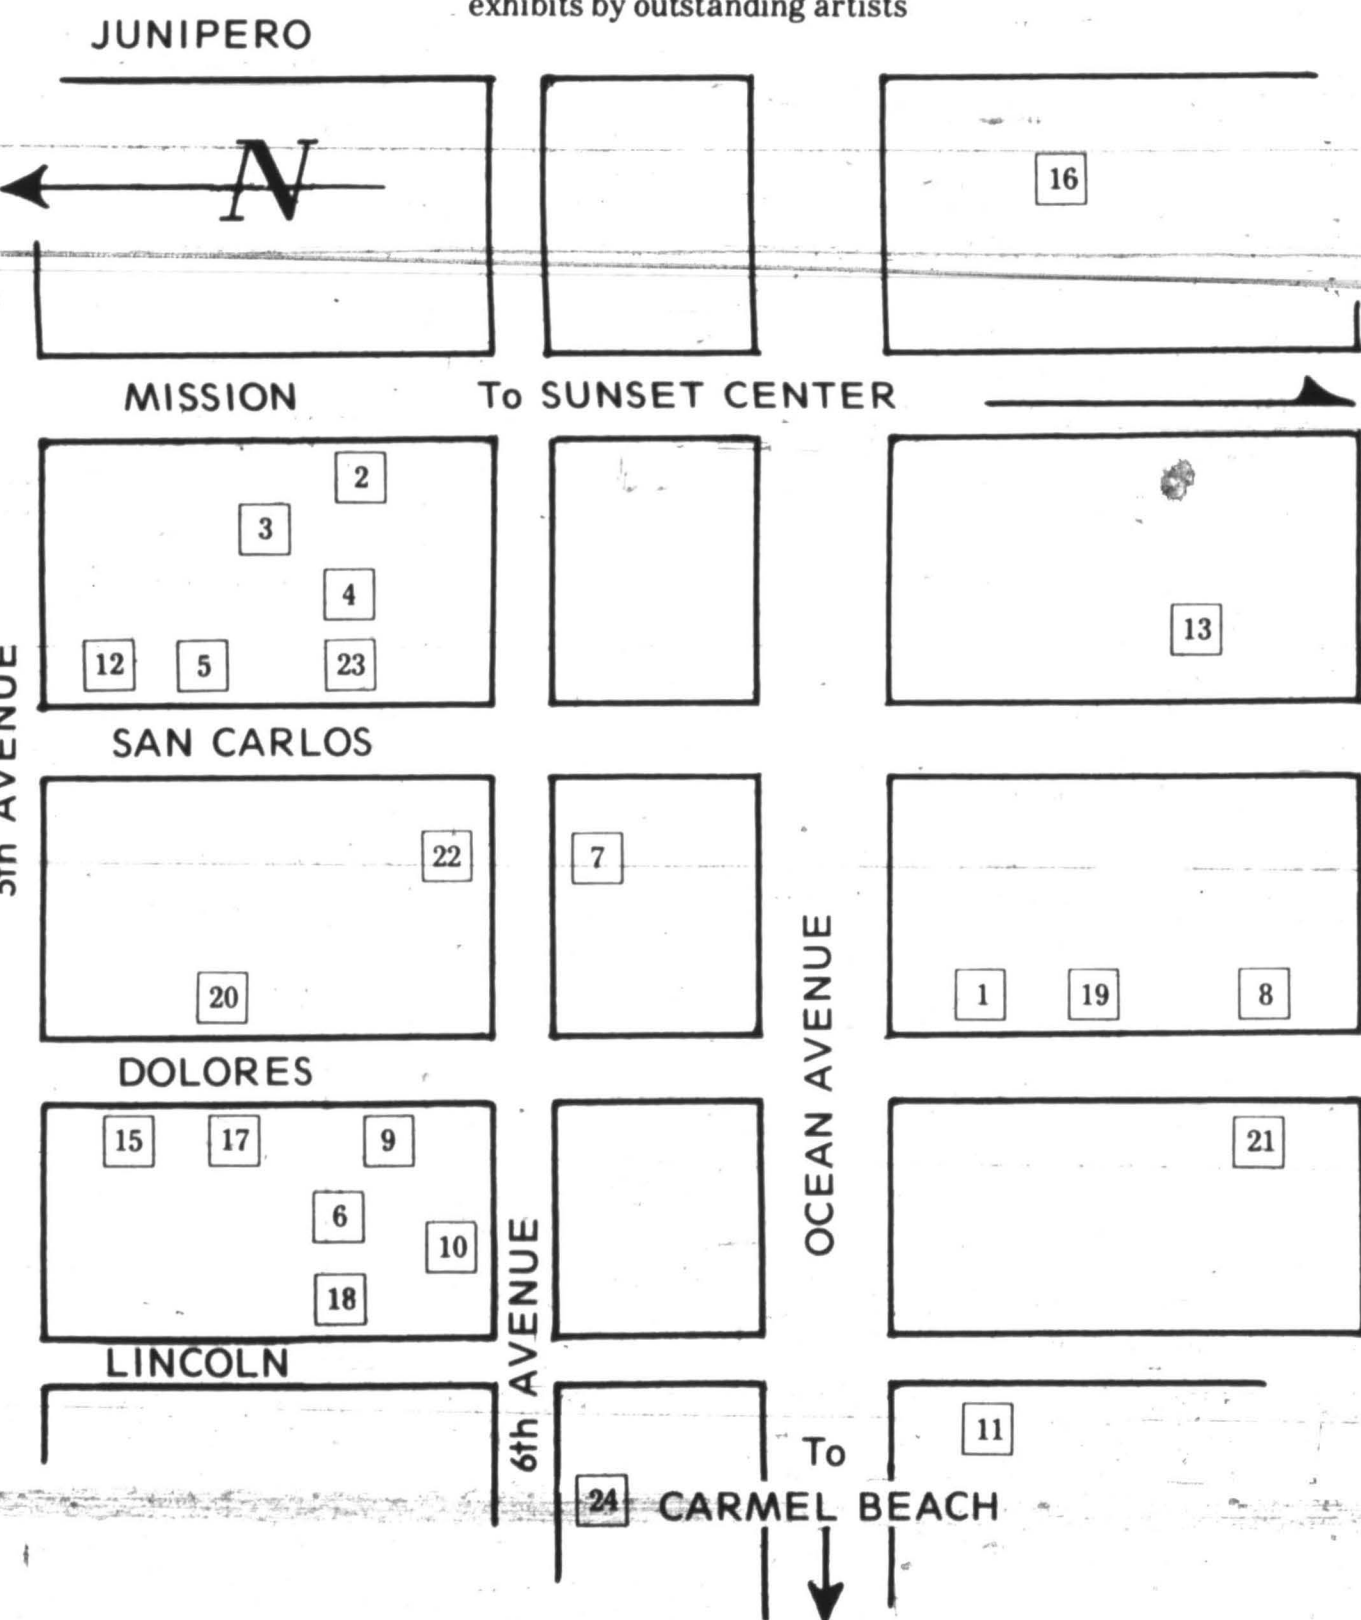 exhibits by outstanding artists
JUNIPERO
N
16
MISSION
To SUNSET CENTER
2
3
4
13
12
5
23
5th AVENUE
SAN CARLOS
22
7
20
1
19
8
OCEAN AVENUE
DOLORES
15
17
9
21
6
10
18
6th AVENUE
LINCOLN
11
To
24
CARMEL BEACH